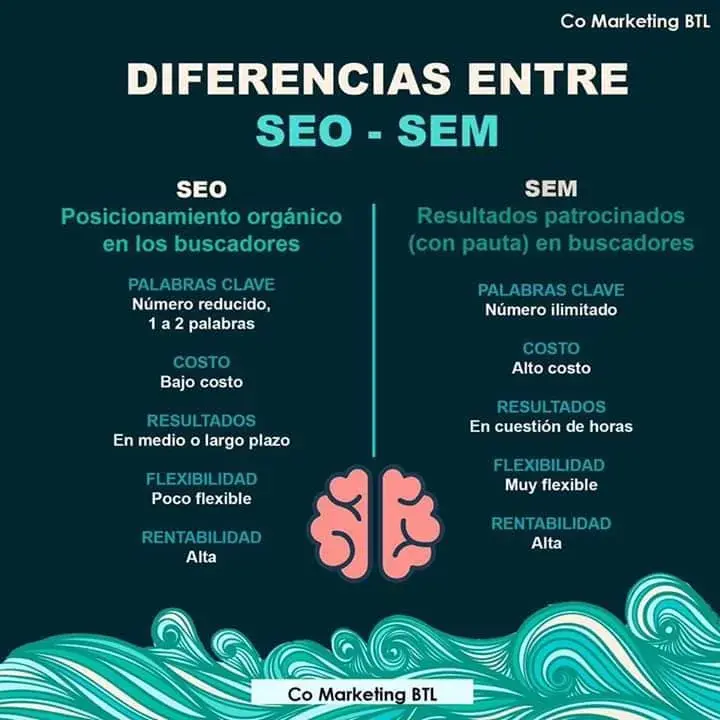 Co Marketing BTL
DIFERENCIAS ENTRE
SEO - SEM
SEO
Posicionamiento orgánico
en los buscadores
PALABRAS CLAVE
Número reducido,
1 a 2 palabras
COSTO
Bajo costo
RESULTADOS
En medio o largo plazo
FLEXIBILIDAD
Poco flexible
RENTABILIDAD
Alta
SEM
Resultados patrocinados
(con pauta) en buscadores
PALABRAS CLAVE
Número ilimitado
COSTO
Alto costo
RESULTADOS
En cuestión de horas
FLEXIBILIDAD
Muy flexible
RENTABILIDAD
Alta
Co Marketing BTL